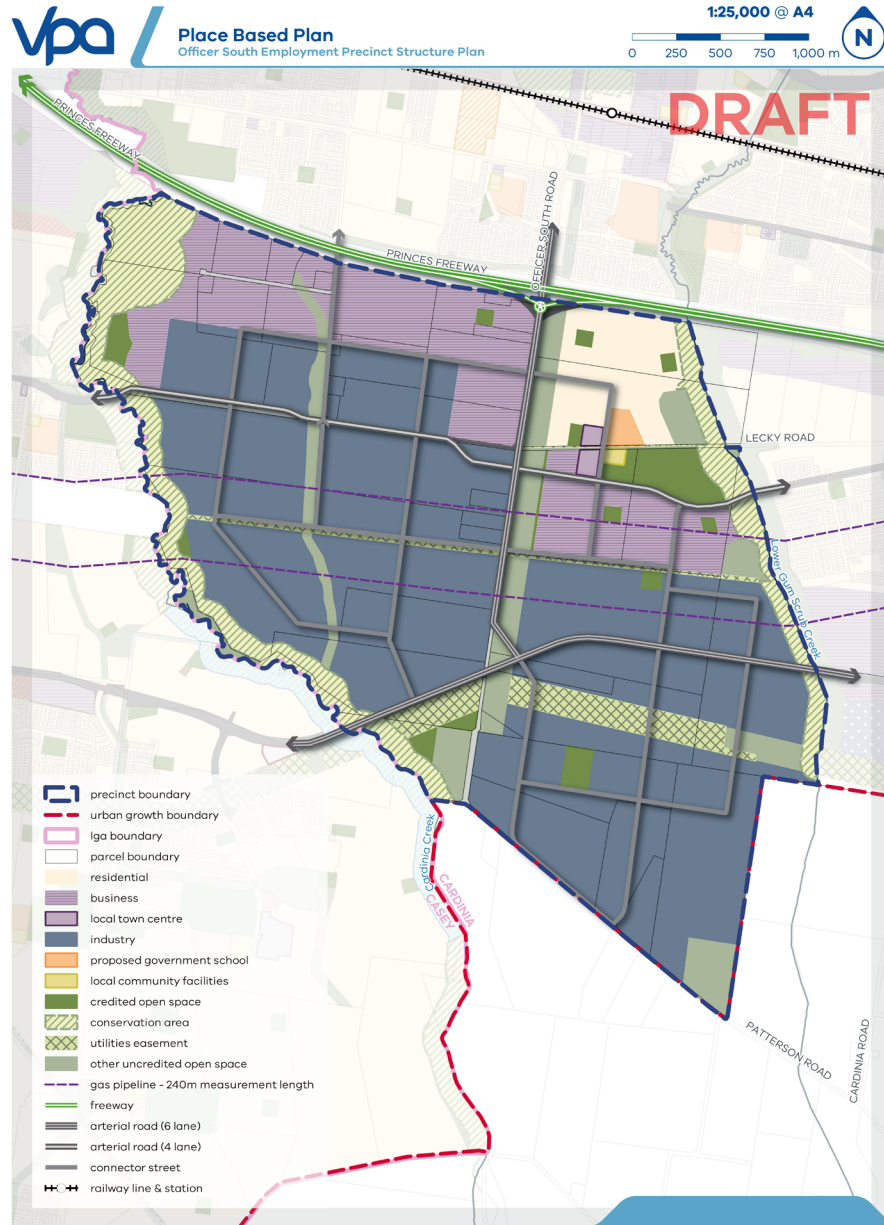 vpa
Place Based Plan
Officer South Employment Precinct Structure Plan
1:25,000 @ A4
0 250 500 750 1,000 m
N
DRAFT
PRINCES FREEWAY
OFFICER SOUTH ROAD
PRINCES FREEWAY
LECKY ROAD
Lower Gum Scrub Creek
precinct boundary
urban growth boundary
lga boundary
parcel boundary
residential
business
local town centre
industry
proposed government school
local community facilities
credited open space
conservation area
utilities easement
other uncredited open space
gas pipeline - 240m measurement length
freeway
arterial road (6 lane)
arterial road (4 lane)
connector street
railway line & station
Cardinia Creek
CARDINIA
CASEY
PATTERSON ROAD
CARDINIA ROAD